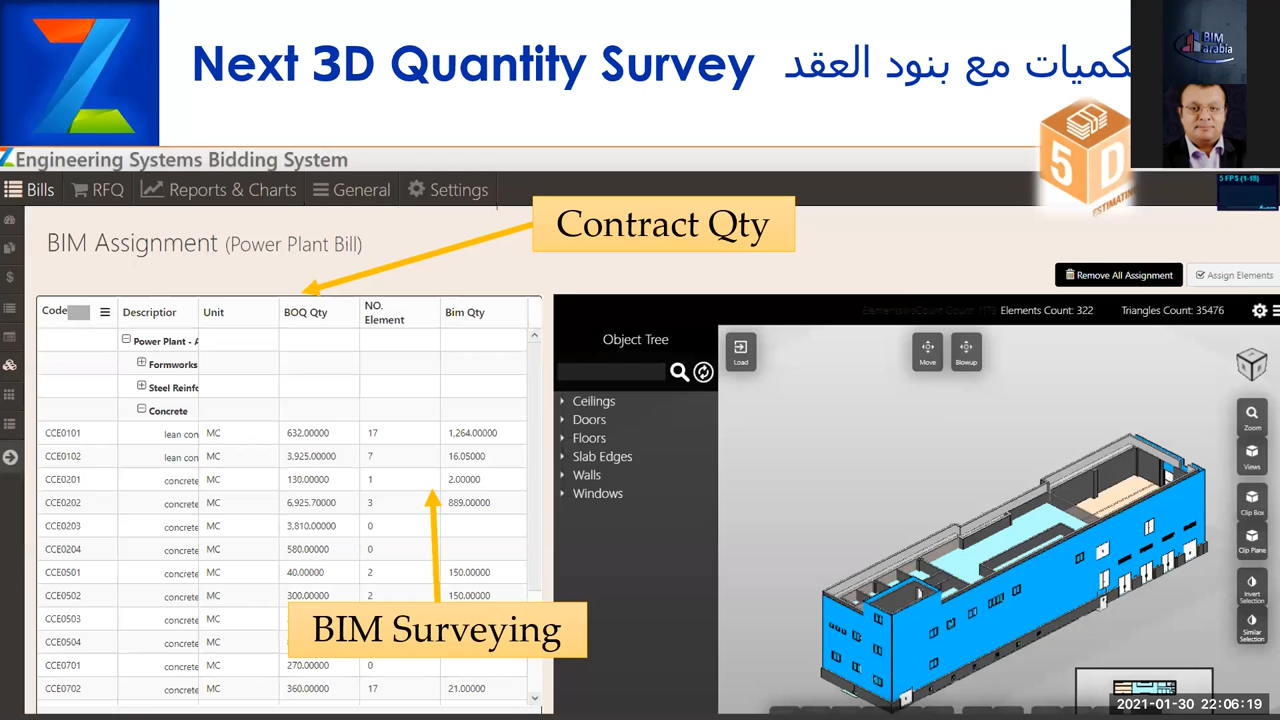 Next 3D Quantity Survey
كميات مع بنود العقد
BIM
arabia
5D
ESTIMATING
Engineering Systems Bidding System
Bills
RFQ
Reports & Charts
General
Settings
5 FPS (1-15)
BIM Assignment (Power Plant Bill)
Contract Qty
Remove All Assignment
Assign Elements
Code Descriptior Unit BOQ Qty NO. Element Bim Qty
Power Plant - A
Formworks
Steel Reinfo
Concrete
CCE0101 lean con MC 632.00000 17 1,264.00000
CCE0102 lean con MC 3,925.00000 7 16.05000
CCE0201 concrete MC 130.00000 1 2.00000
CCE0202 concrete MC 6,925.70000 3 889.00000
CCE0203 concrete MC 3,810.00000 0
CCE0204 concrete MC 580.00000 0
CCE0501 concrete MC 40.00000 2 150.00000
CCE0502 concrete MC 300.00000 2 150.00000
CCE0503 concrete MC
CCE0504 concrete MC
CCE0701 concrete MC 270.00000 0
CCE0702 concrete MC 360.00000 17 21.00000
BIM Surveying
Elements Count: 322
Triangles Count: 35476
Object Tree
Ceilings
Doors
Floors
Slab Edges
Walls
Windows
Load
Move
Blowup
Zoom
Views
Clip Box
Clip Plane
Invert Selection
Similar Selection
2021-01-30 22:06:19